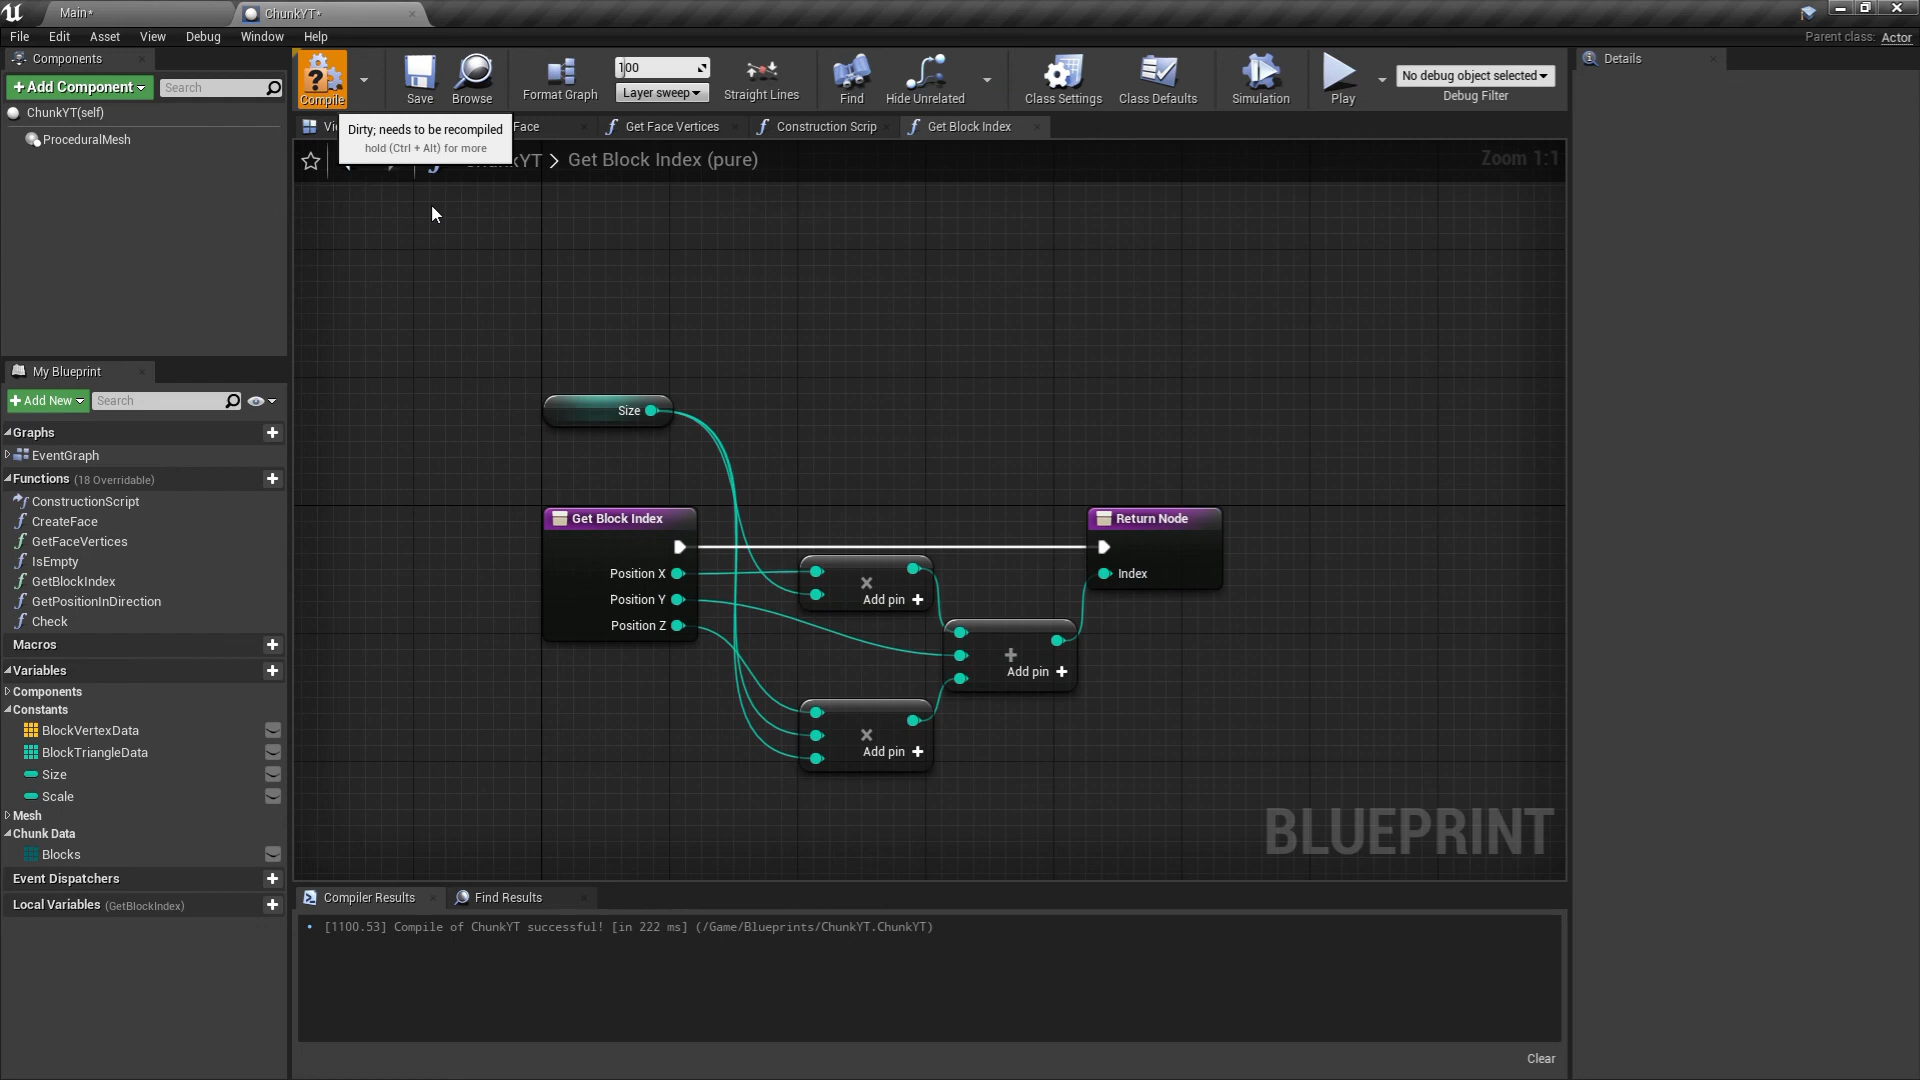 Main*
ChunkYT*
File Edit Asset View Debug Window Help
Parent class: Actor
Components
+Add Component
Search
ChunkYT(self)
ProceduralMesh
Compile
Save
Browse
Format Graph
100
Layer sweep
Straight Lines
Find
Hide Unrelated
Class Settings
Class Defaults
Simulation
Play
No debug object selected
Debug Filter
Details
Face
Get Face Vertices
Construction Scrip
Get Block Index
Dirty; needs to be recompiled
hold (Ctrl + Alt) for more
Get Block Index (pure)
Zoom 1:1
Size
Get Block Index
Position X
Position Y
Position Z
Add pin +
Add pin +
Add pin +
Return Node
Index
BLUEPRINT
My Blueprint
+Add New
Search
Graphs
EventGraph
Functions (18 Overridable)
ConstructionScript
CreateFace
GetFaceVertices
IsEmpty
GetBlockIndex
GetPositionInDirection
Check
Macros
Variables
Components
Constants
BlockVertexData
BlockTriangleData
Size
Scale
Mesh
Chunk Data
Blocks
Event Dispatchers
Local Variables (GetBlockIndex)
Compiler Results
Find Results
[1100.53] Compile of ChunkYT successful! [in 222 ms] (/Game/Blueprints/ChunkYT.ChunkYT)
Clear